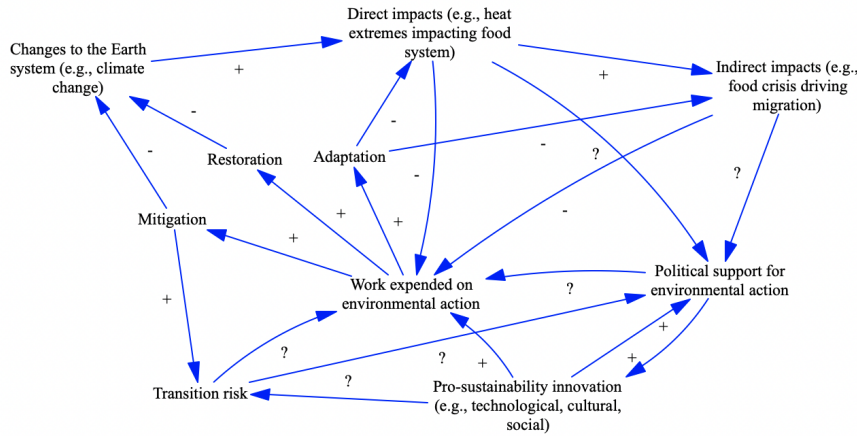 Direct impacts (e.g., heat
extremes impacting food
system)
Changes to the Earth
system (e.g., climate
change)
+
+
Indirect impacts (e.g.,
food crisis driving
migration)
-
-
-
Restoration
Adaptation
-
?
-
?
Mitigation
+
+
-
+
Work expended on
environmental action
?
Political support for
environmental action
+
?
?
+
+
+
?
Transition risk
Pro-sustainability innovation
(e.g., technological, cultural,
social)